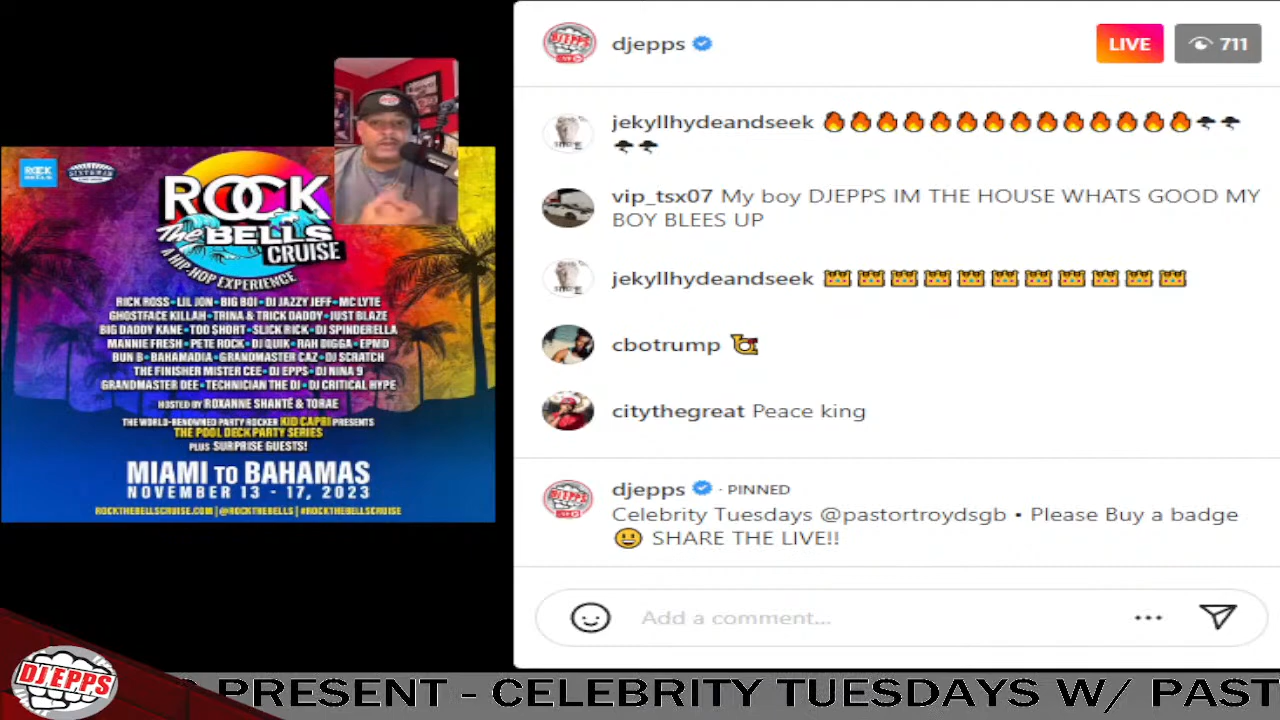 ROCK THE BELLS
SIXTHMAN
ROCK
The BELLS
CRUISE
A HIP HOP EXPERIENCE
RICK ROSS • LIL JON • BIG BOI • DJ JAZZY JEFF • MC LYTE
GHOSTFACE KILLAH • TRINA & TRICK DADDY • JUST BLAZE
BIG DADDY KANE • TOO $HORT • SLICK RICK • DJ SPINDERELLA
MANNIE FRESH • PETE ROCK • DJ QUIK • RAH DIGGA • EPMD
BUN B • BAHAMADIA • GRANDMASTER CAZ • DJ SCRATCH
THE FINISHER MISTER CEE • DJ EPPS • DJ NINA 9
GRANDMASTER DEE • TECHNICIAN THE DJ • DJ CRITICAL HYPE
HOSTED BY ROXANNE SHANTÉ & TORAE
THE WORLD-RENOWNED PARTY ROCKER KID CAPRI PRESENTS
THE POOL DECK PARTY SERIES
PLUS SURPRISE GUESTS!
MIAMI TO BAHAMAS
NOVEMBER 13 - 17, 2023
ROCKTHEBELLSCRUISE.COM | @ROCKTHEBELLS | #ROCKTHEBELLSCRUISE
djepps
LIVE
711
jekyllhydeandseek 🔥🔥🔥🔥🔥🔥🔥🔥🔥🔥🔥🔥🔥🔥🌪🌪
🌪🌪
vip_tsx07 My boy DJEPPS IM THE HOUSE WHATS GOOD MY
BOY BLEES UP
jekyllhydeandseek 👑👑👑👑👑👑👑👑👑👑👑
cbotrump
citythegreat Peace king
djepps • PINNED
Celebrity Tuesdays @pastortroydsgb • Please Buy a badge
😀 SHARE THE LIVE!!
Add a comment...
DJ EPPS
PRESENT - CELEBRITY TUESDAYS W/ PAST